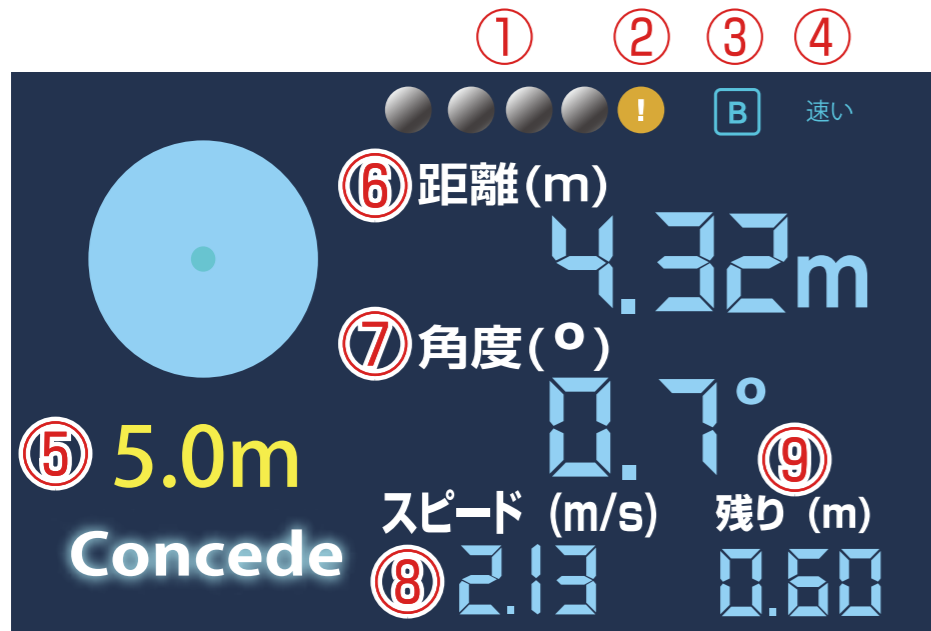 ① ② ③ ④
! B 速い
⑥ 距離(m)
4.32m
⑦ 角度(°)
0.7°
⑤ 5.0m
⑨
スピード (m/s) 残り (m)
Concede ⑧ 2.13 0.60